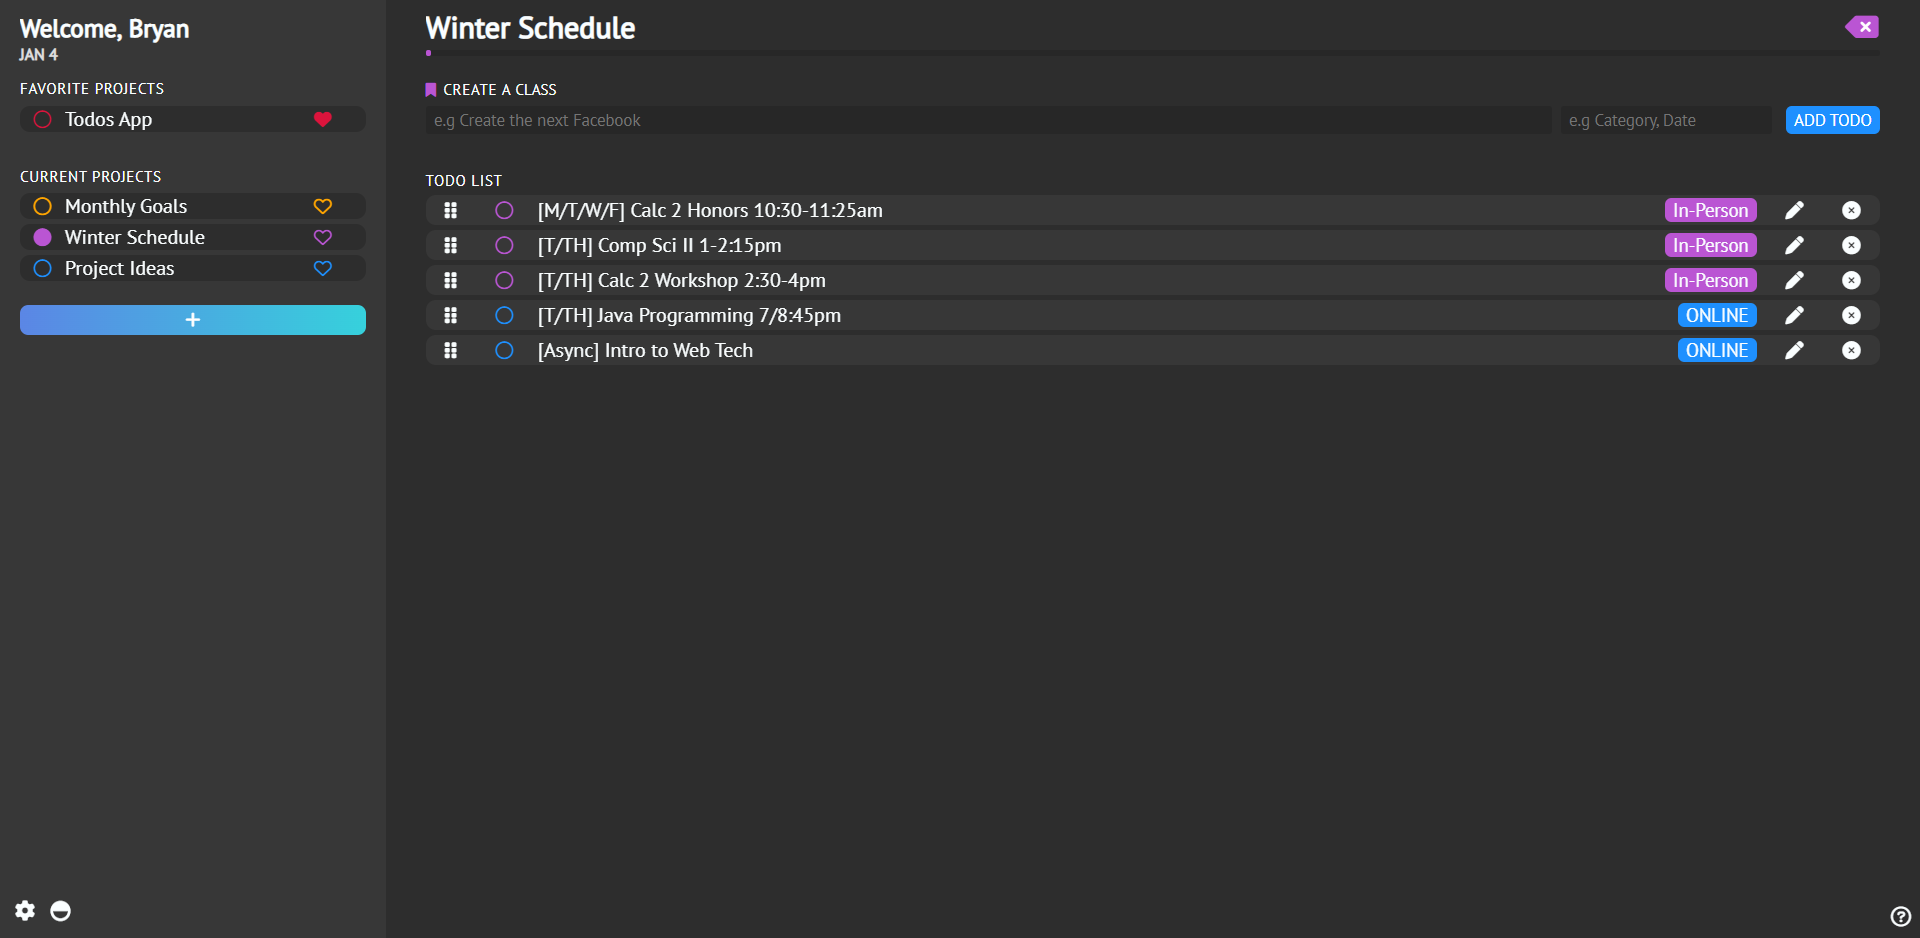 Welcome, Bryan
JAN 4
FAVORITE PROJECTS
Todos App
CURRENT PROJECTS
Monthly Goals
Winter Schedule
Project Ideas
+
Winter Schedule
CREATE A CLASS
e.g Create the next Facebook
e.g Category, Date
ADD TODO
TODO LIST
[M/T/W/F] Calc 2 Honors 10:30-11:25am In-Person
[T/TH] Comp Sci II 1-2:15pm In-Person
[T/TH] Calc 2 Workshop 2:30-4pm In-Person
[T/TH] Java Programming 7/8:45pm ONLINE
[Async] Intro to Web Tech ONLINE